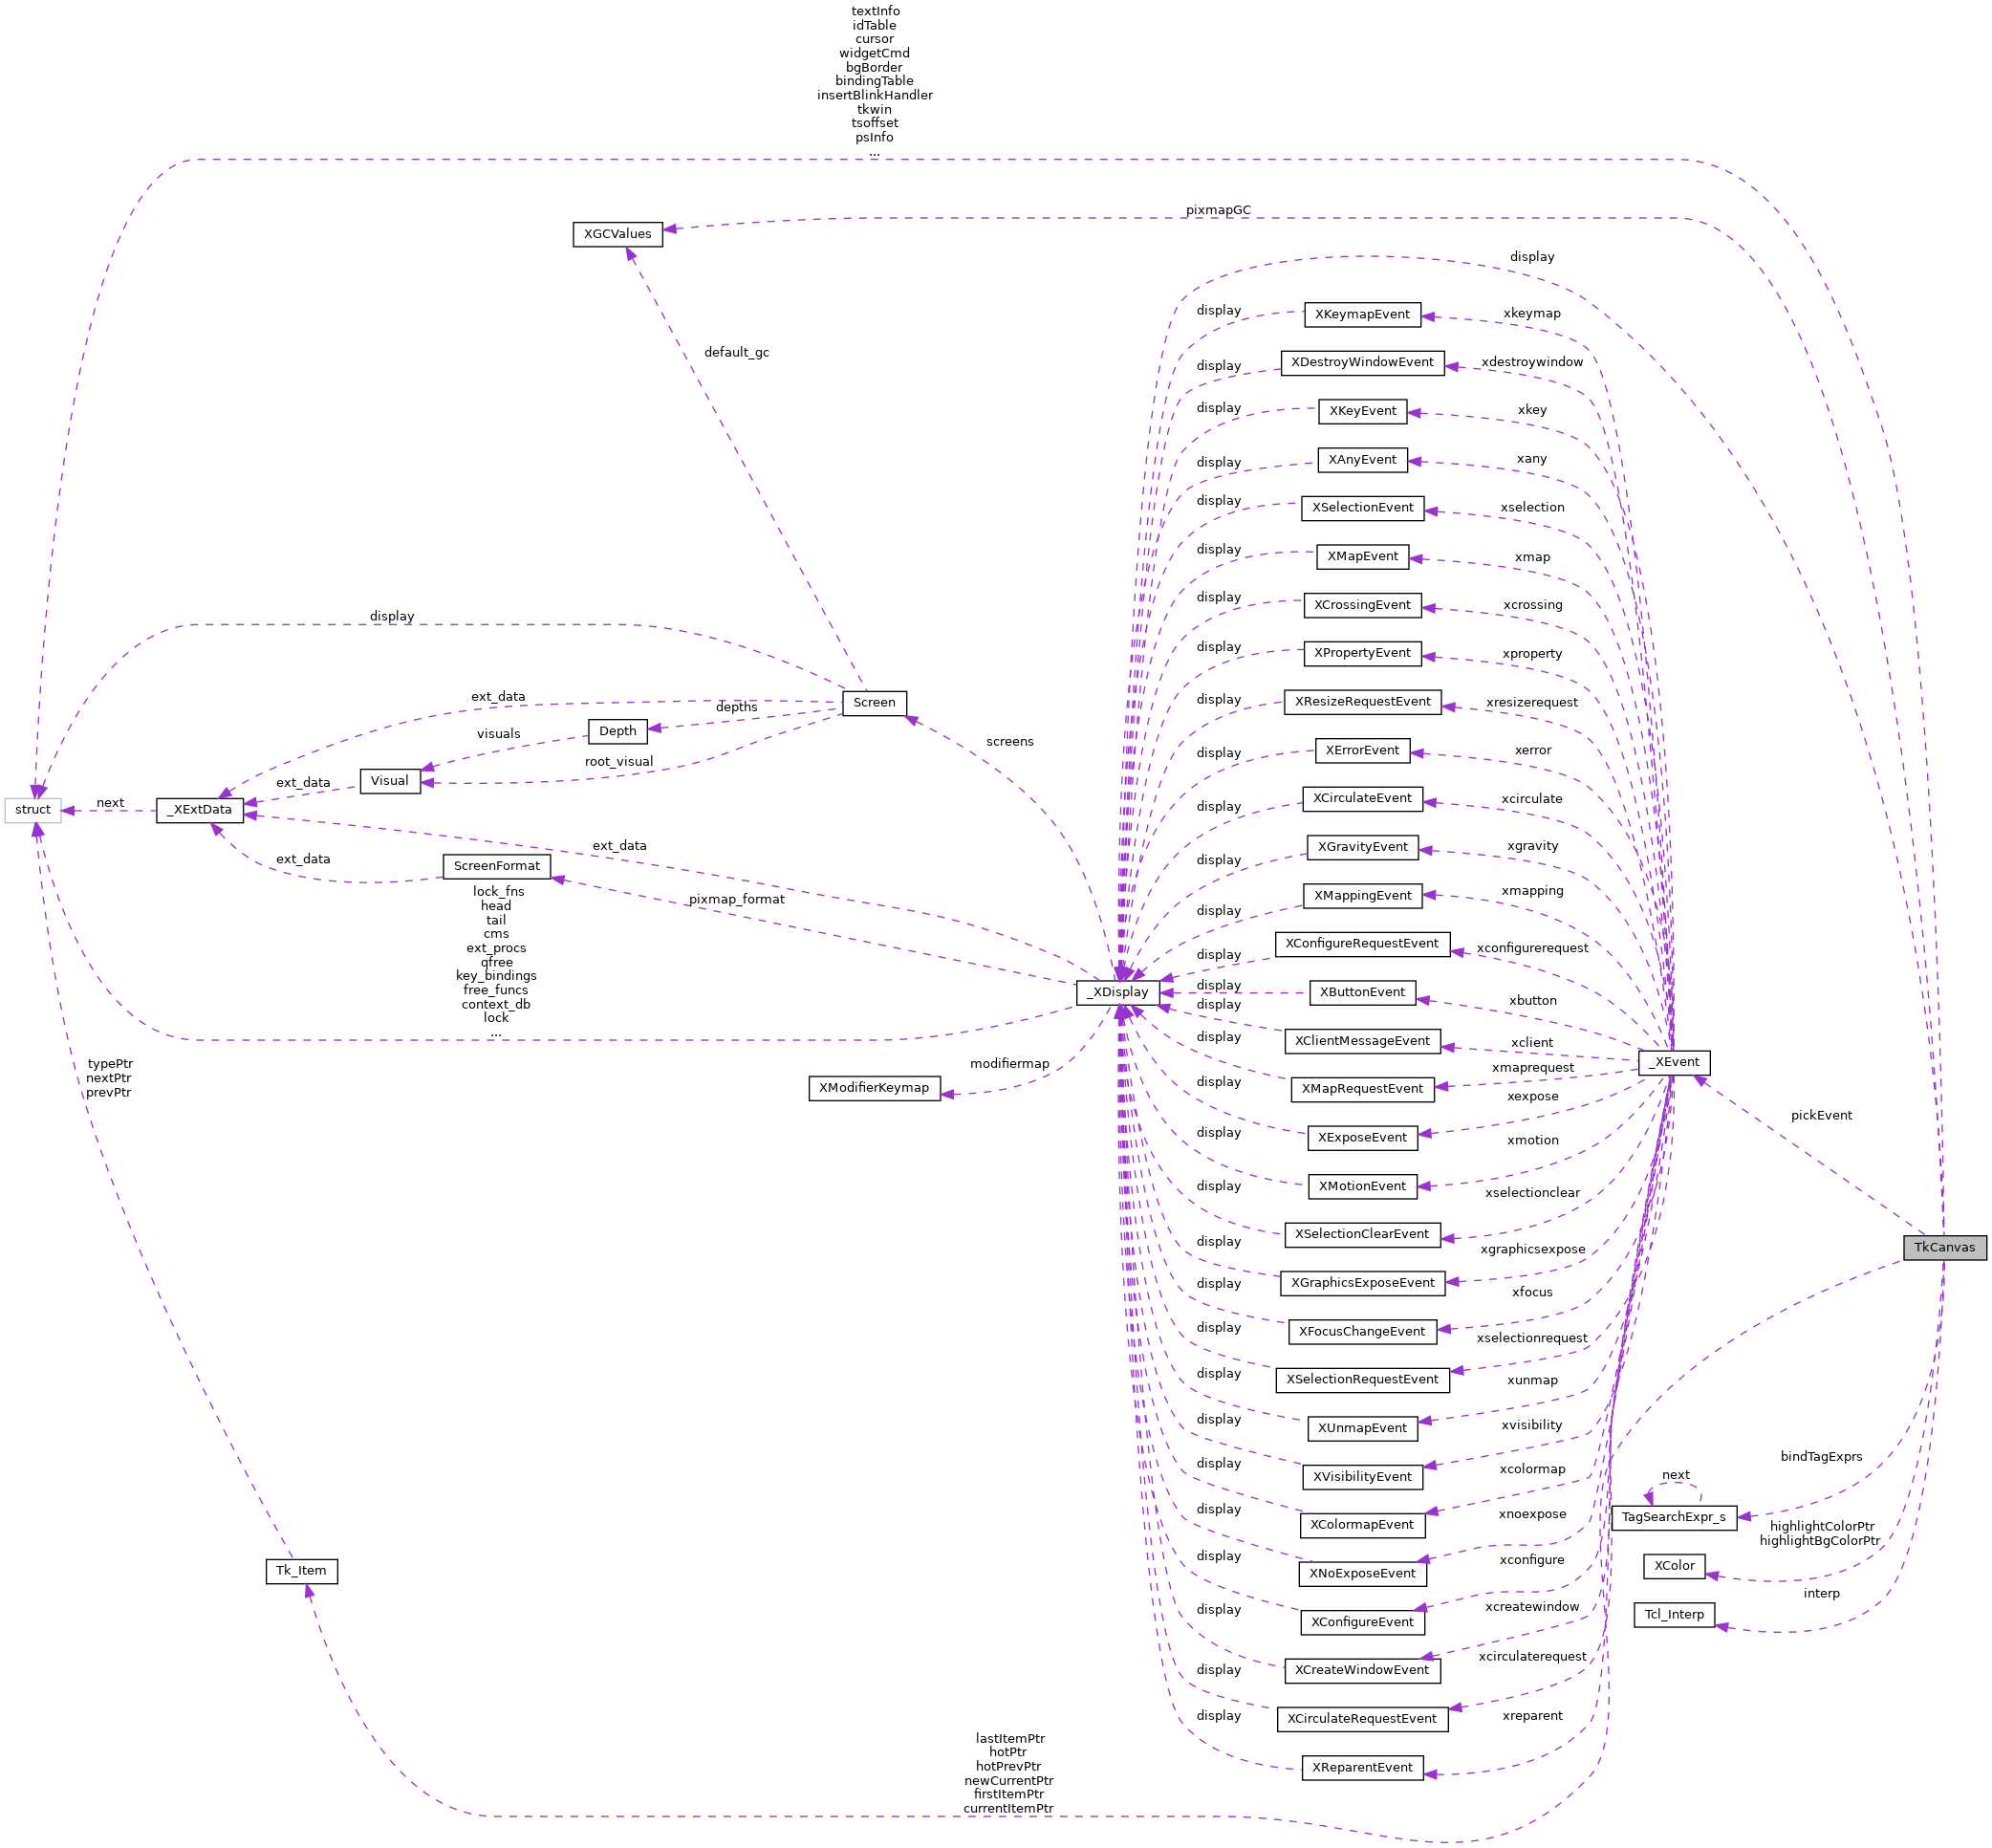 textInfo
idTable
cursor
widgetCmd
bgBorder
bindingTable
insertBlinkHandler
tkwin
tsoffset
psInfo
...
pixmapGC
XGCValues
display
display
XKeymapEvent
xkeymap
default_gc
display
XDestroyWindowEvent
xdestroywindow
display
XKeyEvent
xkey
display
XAnyEvent
xany
display
XSelectionEvent
xselection
display
XMapEvent
xmap
display
XCrossingEvent
xcrossing
display
display
XPropertyEvent
xproperty
ext_data
Screen
display
XResizeRequestEvent
xresizerequest
depths
Depth
visuals
screens
display
XErrorEvent
xerror
root_visual
Visual
ext_data
struct
next
_XExtData
display
XCirculateEvent
xcirculate
ext_data
ext_data
ScreenFormat
display
XGravityEvent
xgravity
pixmap_format
lock_fns
head
tail
cms
ext_procs
qfree
key_bindings
free_funcs
context_db
lock
...
display
XMappingEvent
xmapping
display
XConfigureRequestEvent
xconfigurerequest
_XDisplay
display
XButtonEvent
xbutton
display
XClientMessageEvent
xclient
typePtr
nextPtr
prevPtr
modifiermap
XModifierKeymap
display
XMapRequestEvent
xmaprequest
_XEvent
display
XExposeEvent
xexpose
pickEvent
display
XMotionEvent
xmotion
display
XSelectionClearEvent
xselectionclear
TkCanvas
display
XGraphicsExposeEvent
xgraphicsexpose
display
XFocusChangeEvent
xfocus
display
XSelectionRequestEvent
xselectionrequest
display
XUnmapEvent
xunmap
display
XVisibilityEvent
xvisibility
bindTagExprs
display
XColormapEvent
xcolormap
next
TagSearchExpr_s
display
XNoExposeEvent
xnoexpose
highlightColorPtr
highlightBgColorPtr
Tk_Item
display
XConfigureEvent
xconfigure
XColor
interp
Tcl_Interp
display
XCreateWindowEvent
xcreatewindow
display
XCirculateRequestEvent
xcirculaterequest
display
XReparentEvent
xreparent
lastItemPtr
hotPtr
hotPrevPtr
newCurrentPtr
firstItemPtr
currentItemPtr